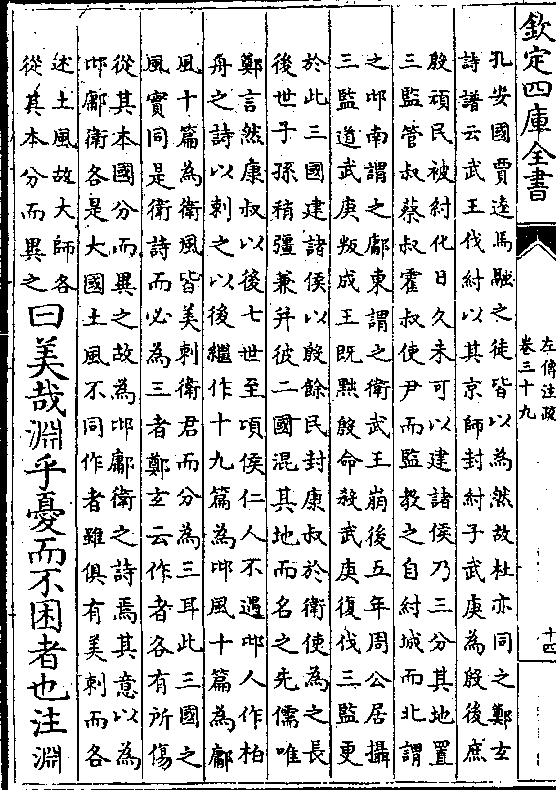 欽定四庫全書
左傳注疏
卷三十九
十四
孔安國賈逵馬融之徒皆以為然故杜亦同之鄭玄
詩譜云武王伐紂以其京師封紂子武庚為殷後庶
殷頑民被紂化日久未可以建諸侯乃三分其地置
三監管叔蔡叔霍叔使尹而監教之自紂城而北謂
之邶南謂之鄘東謂之衛武王崩後五年周公居攝
三監道武庚叛成王既黜殷命殺武庚復伐三監更
於此三國建諸侯以殷餘民封康叔於衛使為之長
後世子孫稍彊兼并彼二國混其地而名之先儒唯
鄭言然康叔以後七世至頃侯仁人不遇邶人作柏
舟之詩以刺之以後繼作十九篇為邶風十篇為鄘
風十篇為衛風皆美刺衛君而分為三耳此三國之
風實同是衛詩而必為三者鄭玄云作者各有所傷
從其本國分而異之故為邶鄘衛之詩焉其意以為
邶鄘衛各是大國土風不同作者雖俱有美刺而各
述土風故大師各
從其本分而異之
曰美哉淵乎憂而不困者也注淵